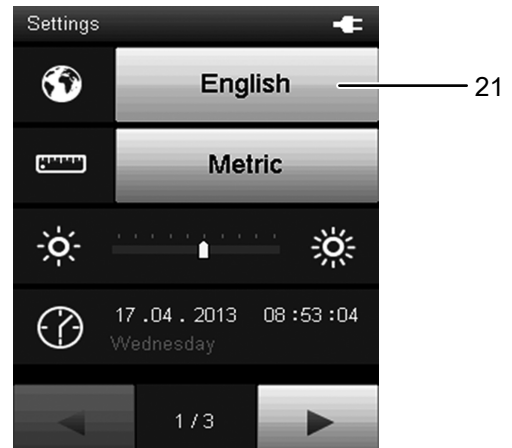 Settings
English
21
Metric
17 .04 . 2013 08 :53 :04
Wednesday
1 / 3